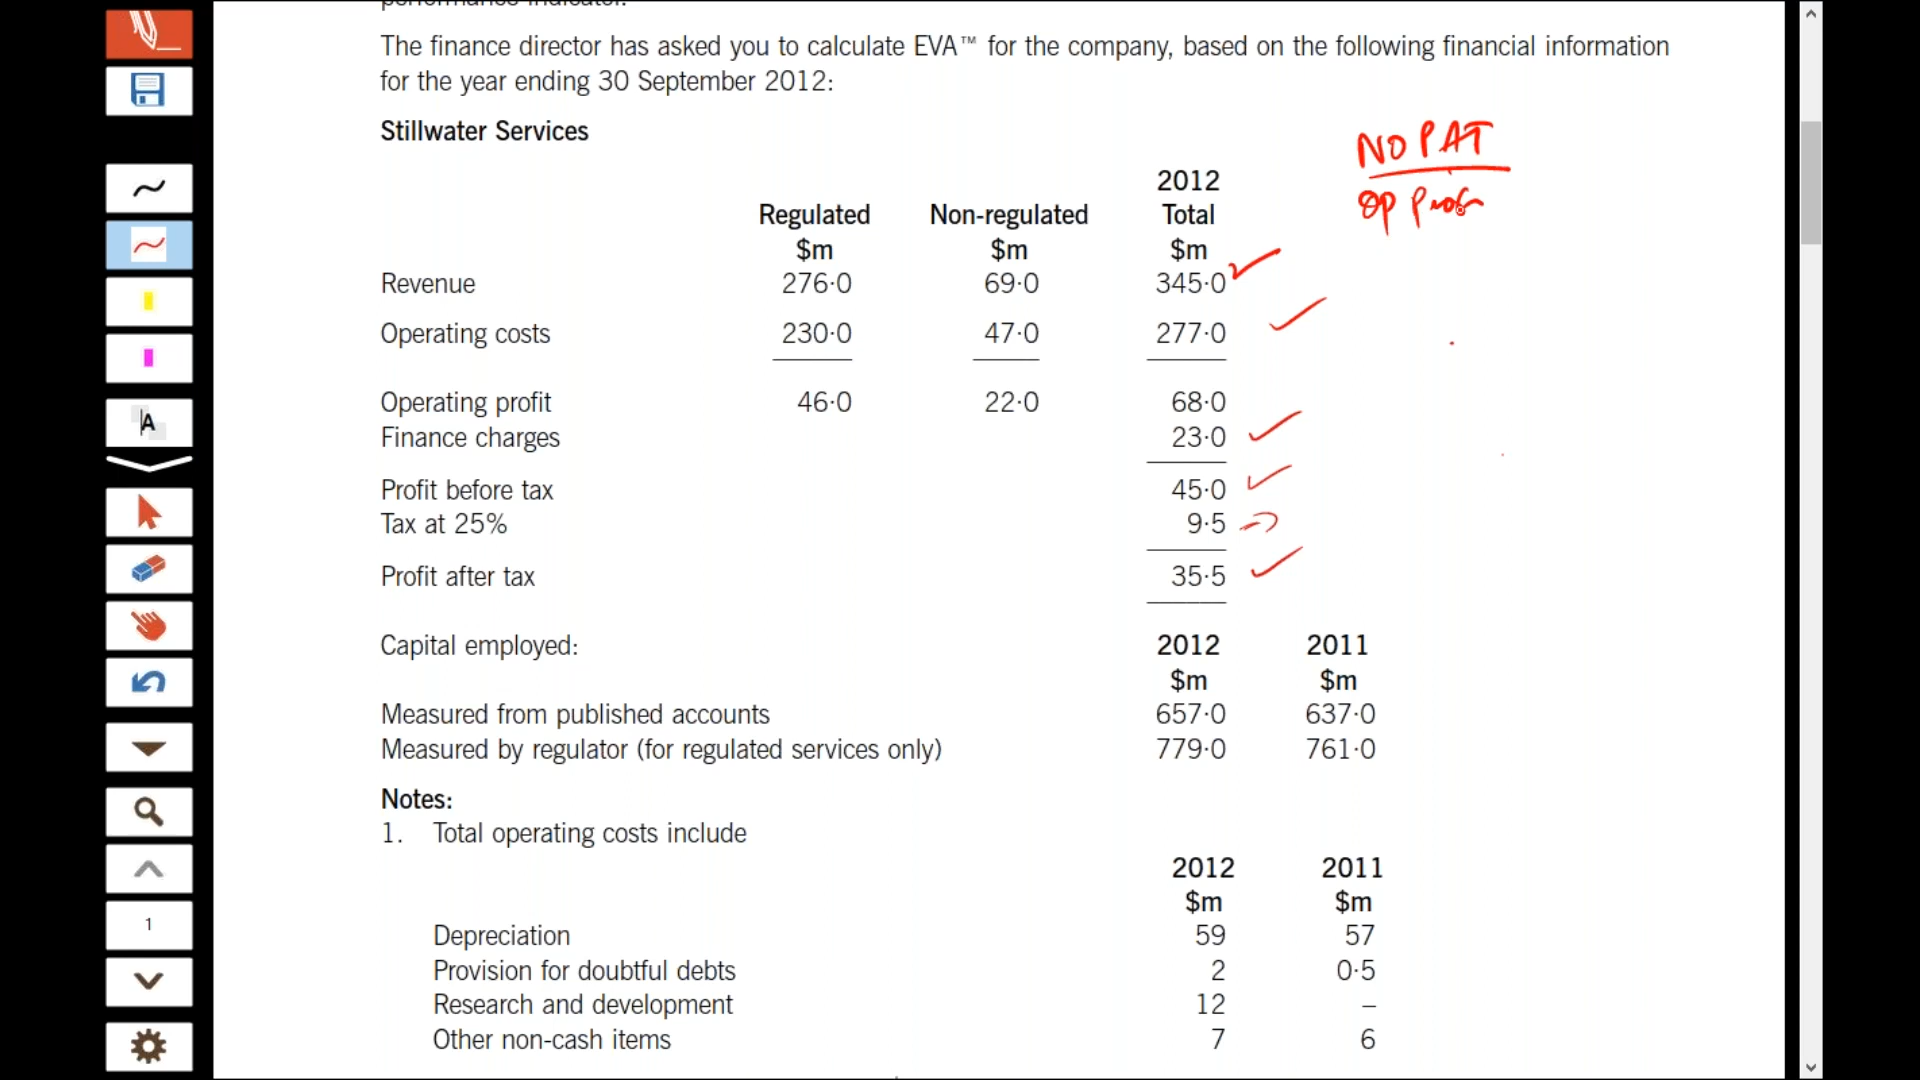 performance indicator.
The finance director has asked you to calculate EVA™ for the company, based on the following financial information
for the year ending 30 September 2012:
Stillwater Services
NOPAT
Op Prof
2012
Regulated Non-regulated Total
$m $m $m
Revenue 276·0 69·0 345·0
Operating costs 230·0 47·0 277·0
Operating profit 46·0 22·0 68·0
Finance charges 23·0
Profit before tax 45·0
Tax at 25% 9·5
Profit after tax 35·5
Capital employed: 2012 2011
$m $m
Measured from published accounts 657·0 637·0
Measured by regulator (for regulated services only) 779·0 761·0
Notes:
1. Total operating costs include
2012 2011
$m $m
Depreciation 59 57
Provision for doubtful debts 2 0·5
Research and development 12 –
Other non-cash items 7 6
A
1